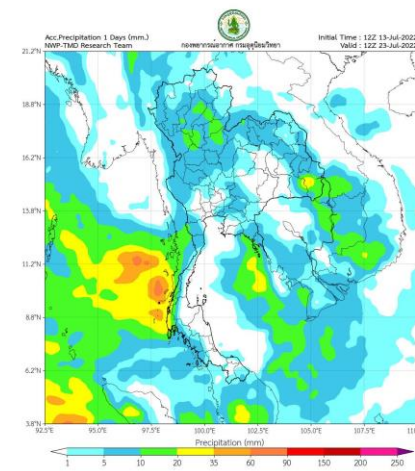 Acc.Precipitation 1 Days (mm.)
NWP-TMD Research Team
กองพยากรณ์อากาศ กรมอุตุนิยมวิทยา
Initial Time : 12Z 13-Jul-2022
Valid : 12Z 23-Jul-2022
21.2°N
18.8°N
16.2°N
13.8°N
11.2°N
8.8°N
6.2°N
3.8°N
92.5°E 95.0°E 97.5°E 100.0°E 102.5°E 105.0°E 107.5°E
Precipitation (mm)
1 5 10 20 35 60 90 150 200 250